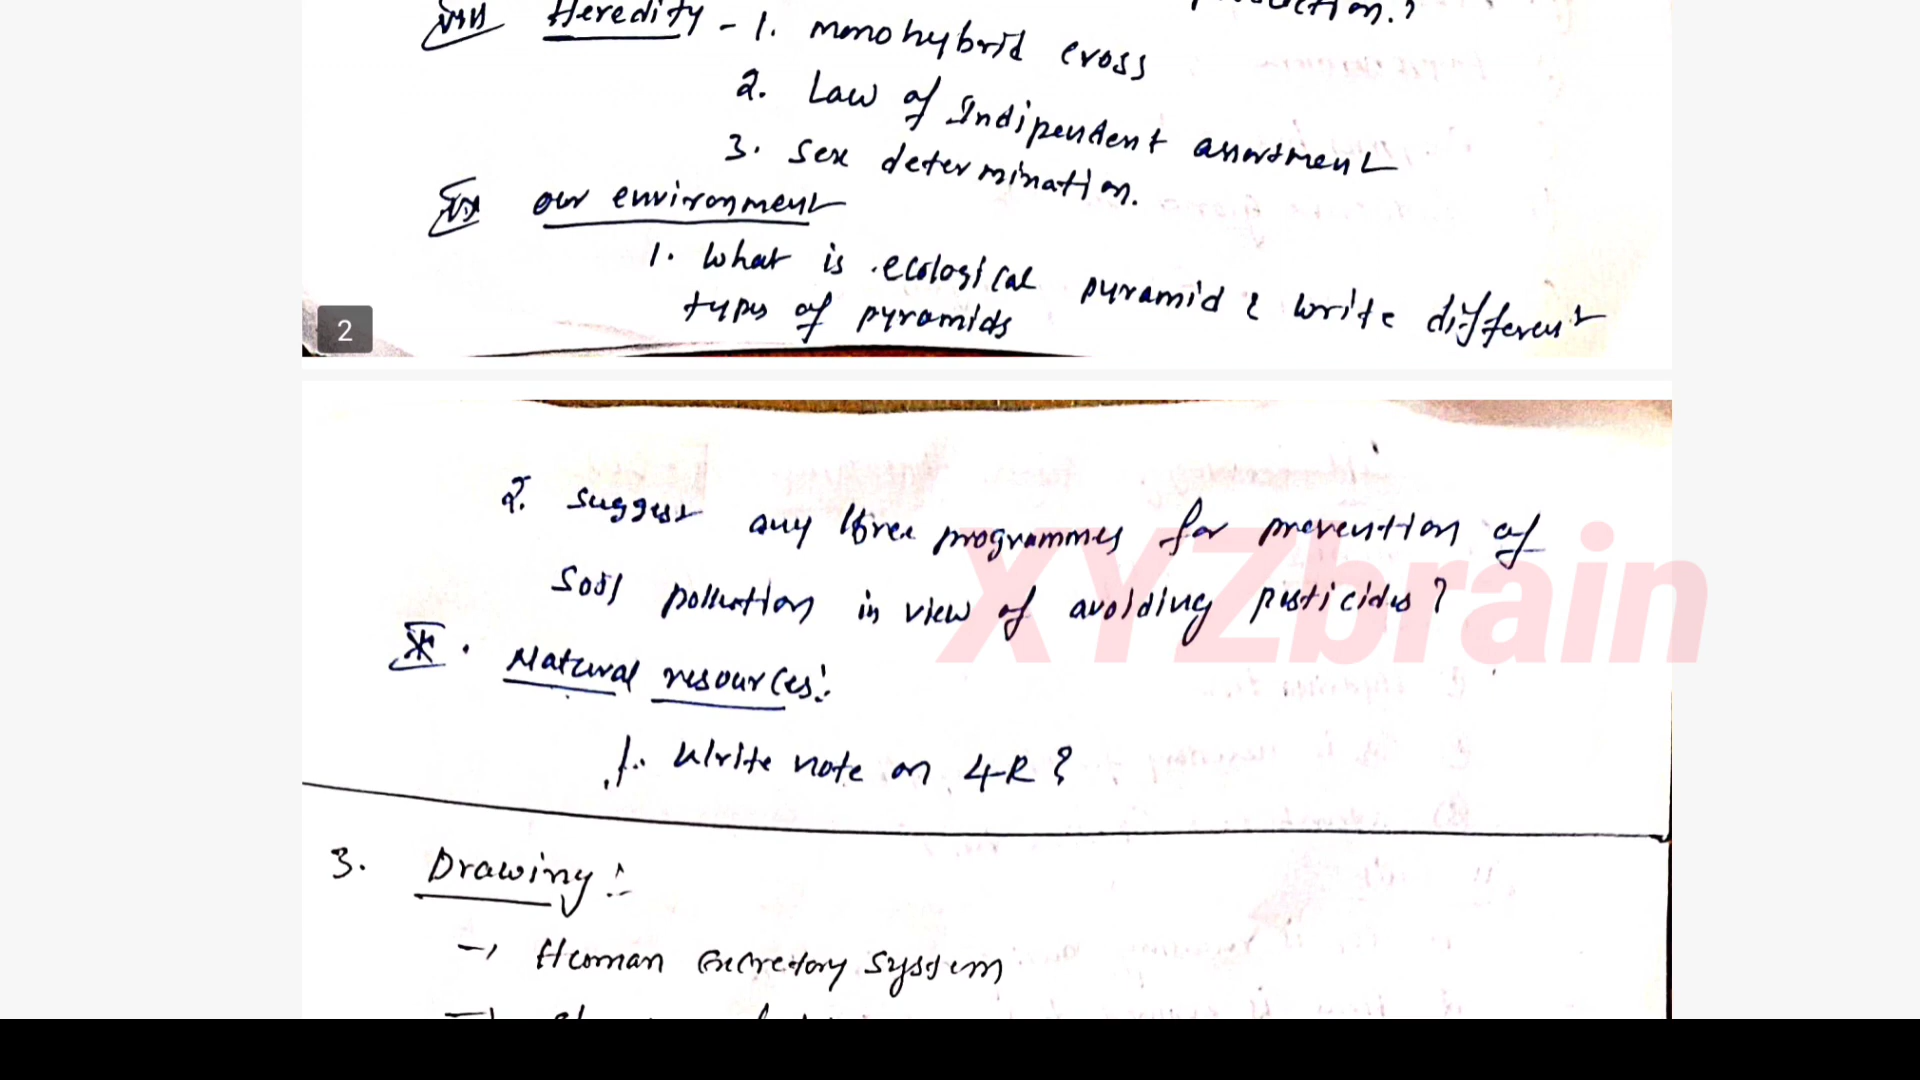 VIII Heredity - 1. monohybrid cross
2. Law of Indipendent assortment
3. Sex determination.
IX our environment
1. What is ecological pyramid & write different
types of pyramids
2
2. suggest any three programmes for prevention of
Soil pollution in view of avoiding pesticides?
XYZbrain
X. Natural resources:
1. Write note on 4-R?
3. Drawing :-
→ Human excretory system